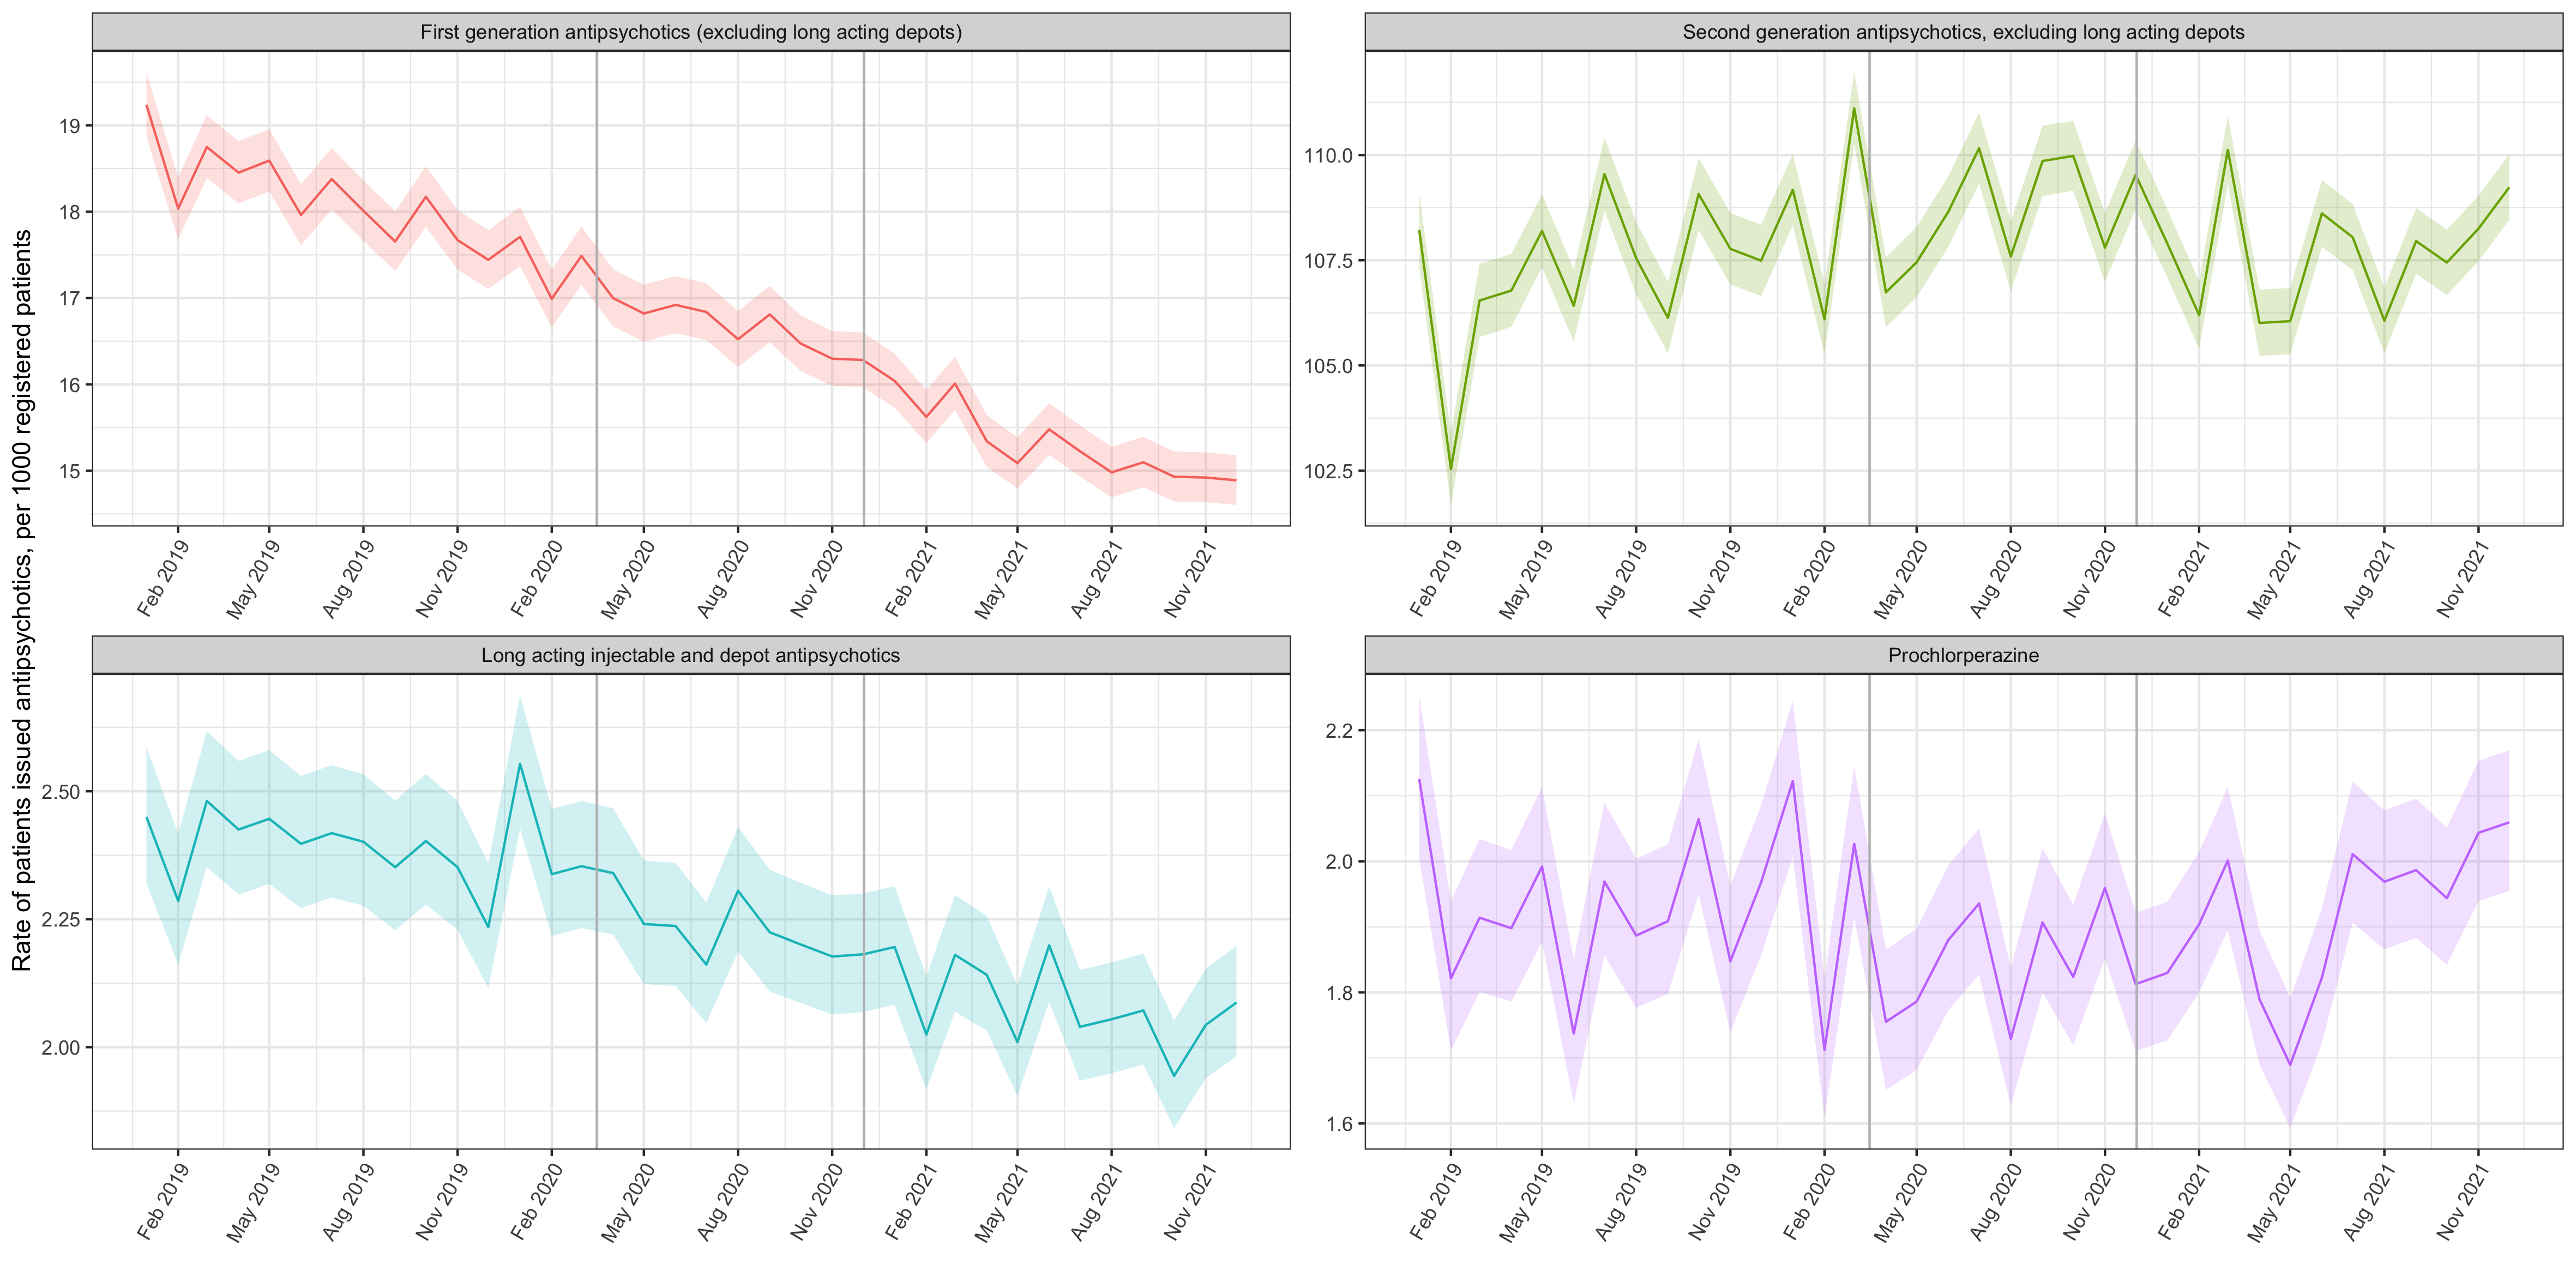 Rate of patients issued antipsychotics, per 1000 registered patients
First generation antipsychotics (excluding long acting depots)
19
18
17
16
15
Feb 2019
May 2019
Aug 2019
Nov 2019
Feb 2020
May 2020
Aug 2020
Nov 2020
Feb 2021
May 2021
Aug 2021
Nov 2021
Second generation antipsychotics, excluding long acting depots
110.0
107.5
105.0
102.5
Feb 2019
May 2019
Aug 2019
Nov 2019
Feb 2020
May 2020
Aug 2020
Nov 2020
Feb 2021
May 2021
Aug 2021
Nov 2021
Long acting injectable and depot antipsychotics
2.50
2.25
2.00
Feb 2019
May 2019
Aug 2019
Nov 2019
Feb 2020
May 2020
Aug 2020
Nov 2020
Feb 2021
May 2021
Aug 2021
Nov 2021
Prochlorperazine
2.2
2.0
1.8
1.6
Feb 2019
May 2019
Aug 2019
Nov 2019
Feb 2020
May 2020
Aug 2020
Nov 2020
Feb 2021
May 2021
Aug 2021
Nov 2021